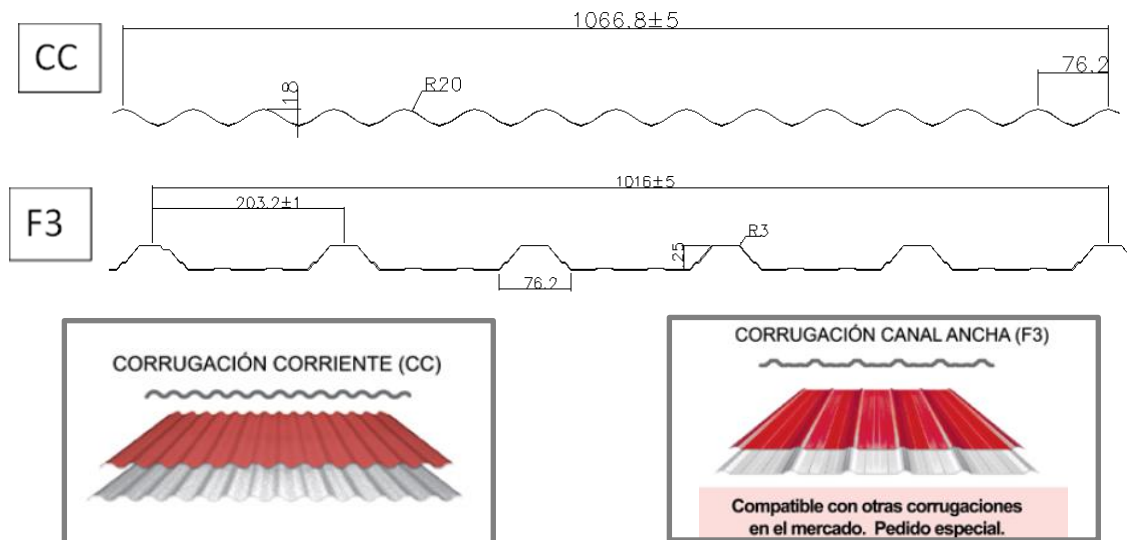 CC
1066.8±5
18
R20
76.2
F3
1016±5
203.2±1
25
R3
76.2
CORRUGACIÓN CORRIENTE (CC)
CORRUGACIÓN CANAL ANCHA (F3)
Compatible con otras corrugaciones
en el mercado. Pedido especial.